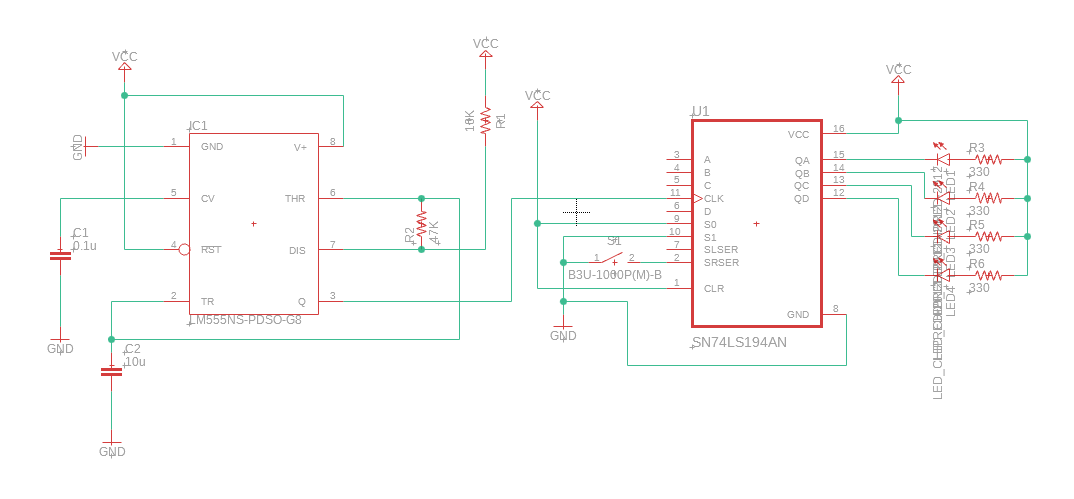 VCC
VCC
VCC
VCC
IC1
1 GND V+ 8
GND
5 CV THR 6
4 RST DIS 7
2 TR Q 3
LM555NS-PDSO-G8
C1
0.1u
GND
C2
10u
GND
R1
10K
R2
47K
U1
VCC 16
3 A QA 15
4 B QB 14
5 C QC 13
11 CLK QD 12
6 D
9 S0
10 S1
7 SLSER
2 SRSER
1 CLR
GND 8
SN74LS194AN
S1
1 2
B3U-1000P(M)-B
GND
R3
330
R4
330
R5
330
R6
330
LED1
LED2
LED3
LED4